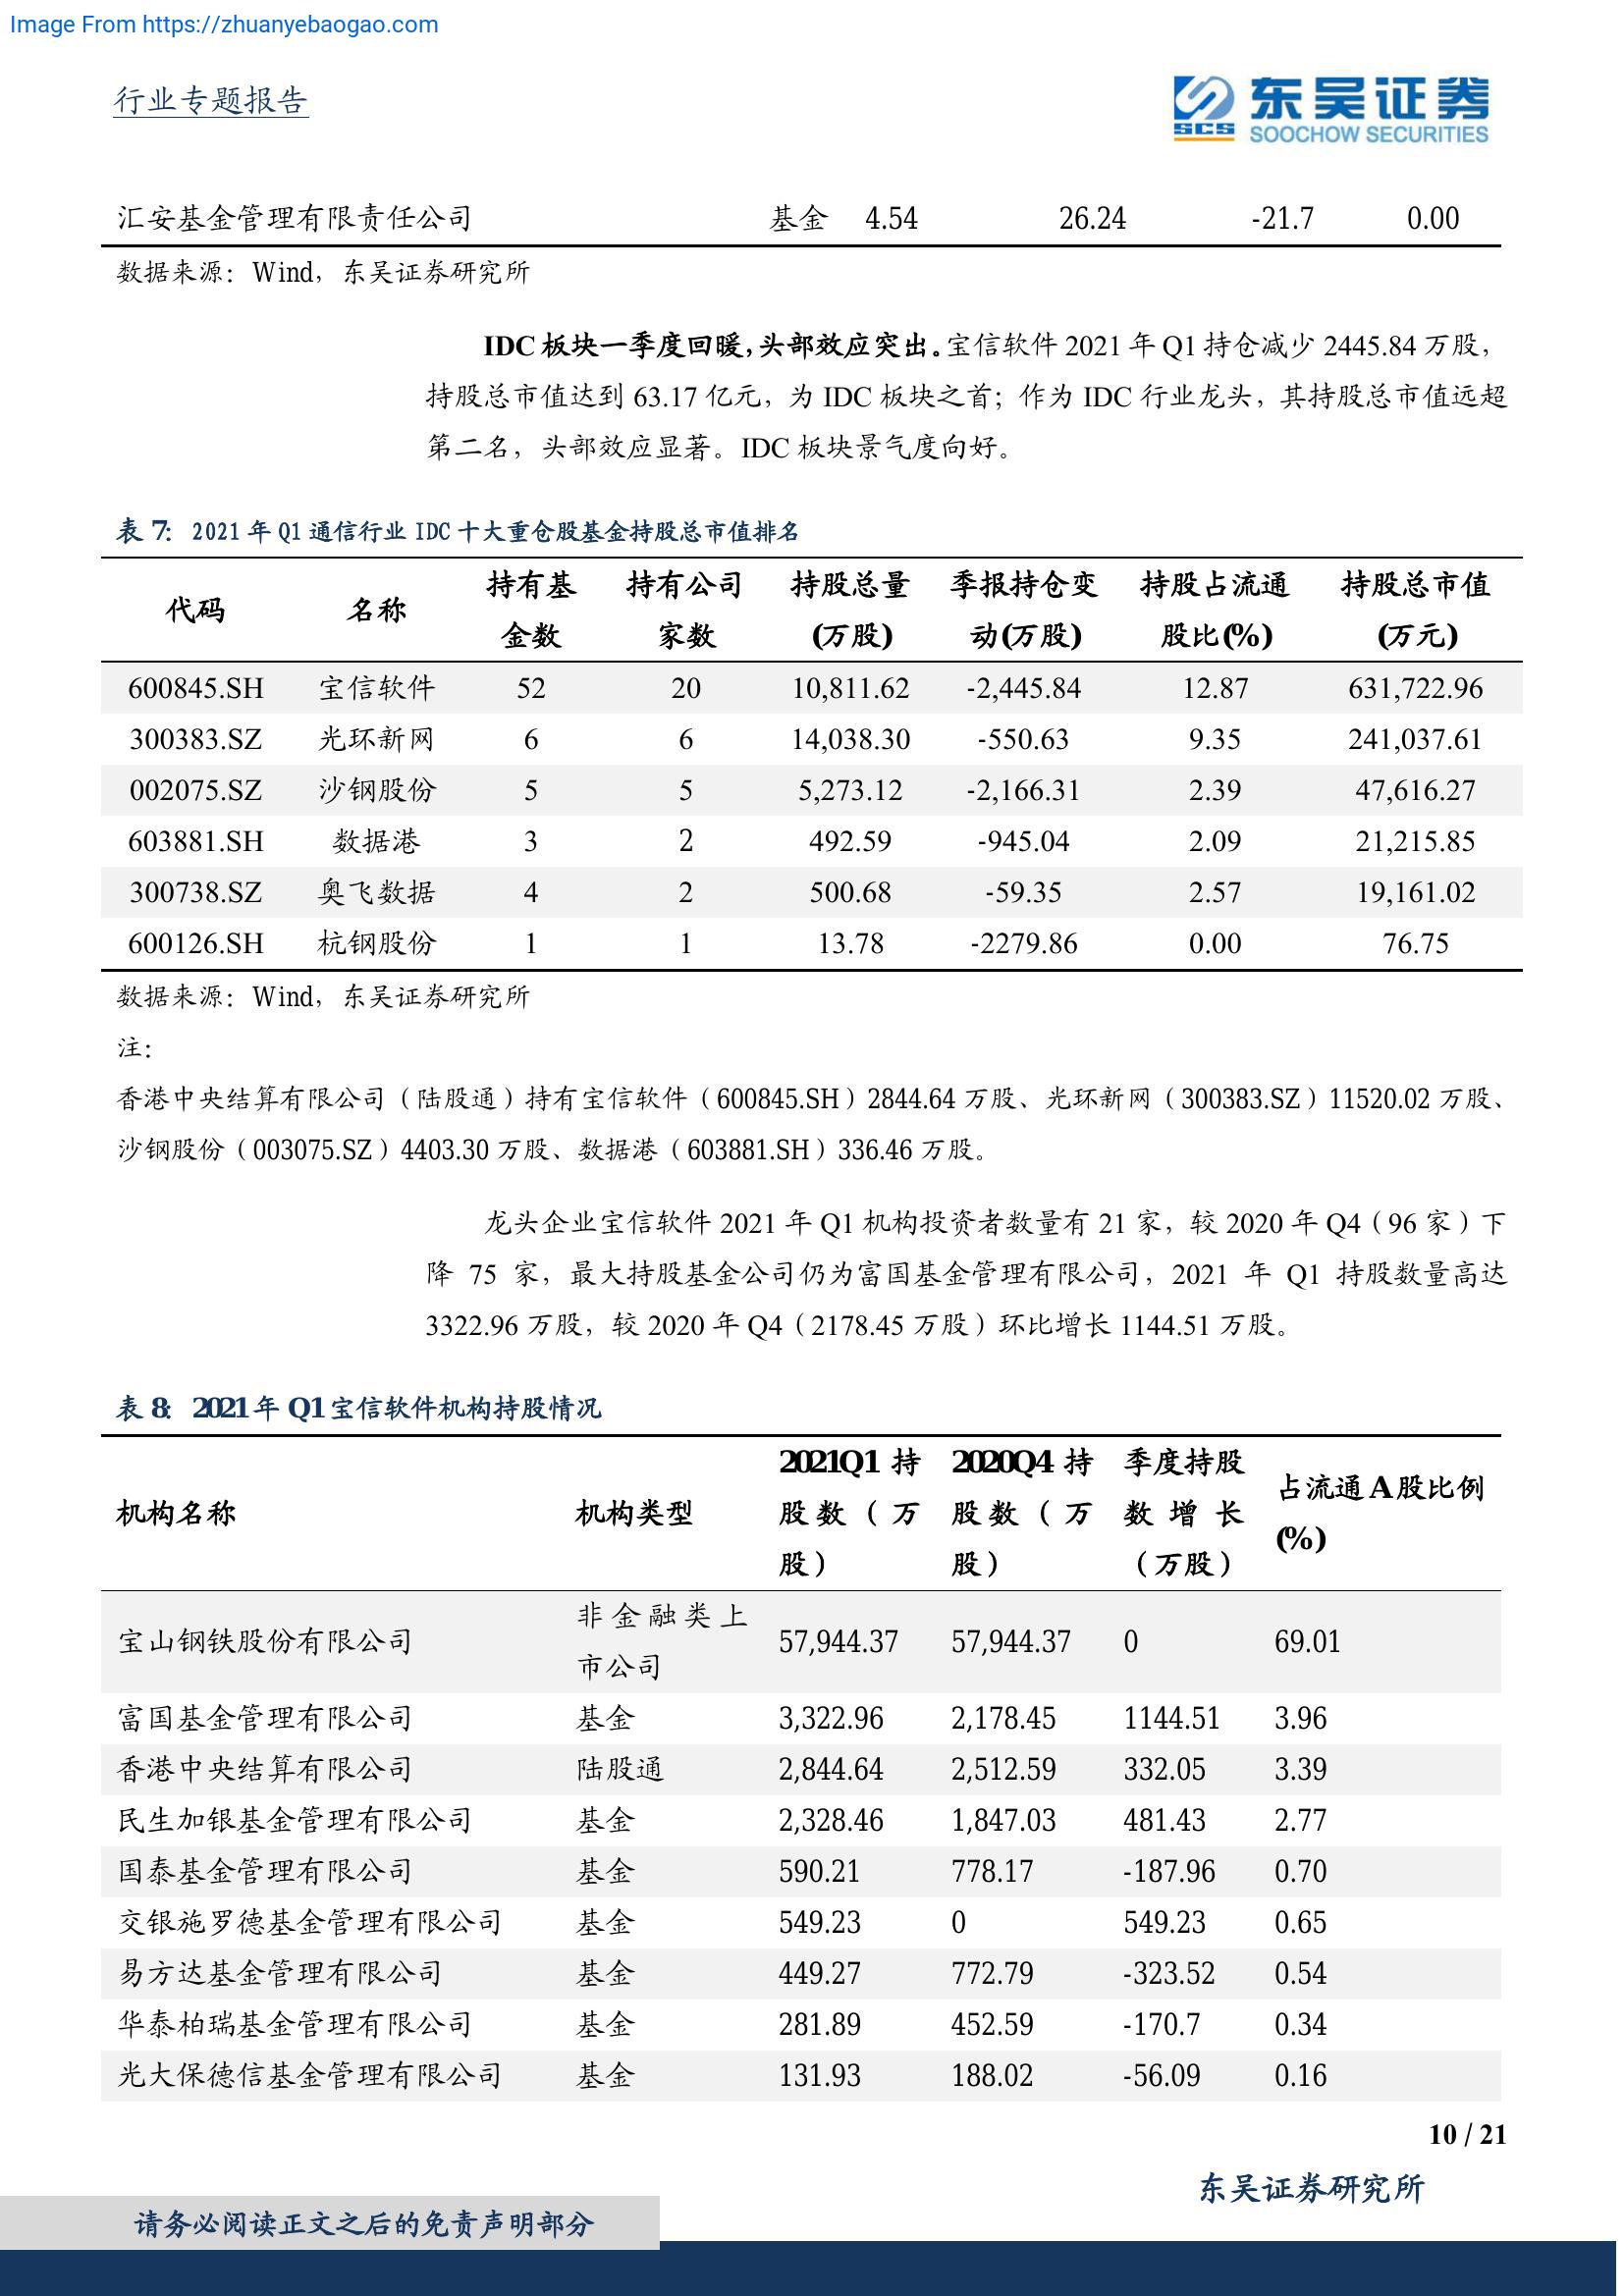 Image From https://zhuanyebaogao.com
行业专题报告
SCS 东吴证券
SOOCHOW SECURITIES
汇安基金管理有限责任公司 基金 4.54 26.24 -21.7 0.00
数据来源：Wind，东吴证券研究所
IDC 板块一季度回暖，头部效应突出。宝信软件 2021 年 Q1 持仓减少 2445.84 万股，
持股总市值达到 63.17 亿元，为 IDC 板块之首；作为 IDC 行业龙头，其持股总市值远超
第二名，头部效应显著。IDC 板块景气度向好。
表 7： 2021 年 Q1 通信行业 IDC 十大重仓股基金持股总市值排名
代码 名称 持有基金数 持有公司家数 持股总量(万股) 季报持仓变动(万股) 持股占流通股比(%) 持股总市值(万元)
600845.SH 宝信软件 52 20 10,811.62 -2,445.84 12.87 631,722.96
300383.SZ 光环新网 6 6 14,038.30 -550.63 9.35 241,037.61
002075.SZ 沙钢股份 5 5 5,273.12 -2,166.31 2.39 47,616.27
603881.SH 数据港 3 2 492.59 -945.04 2.09 21,215.85
300738.SZ 奥飞数据 4 2 500.68 -59.35 2.57 19,161.02
600126.SH 杭钢股份 1 1 13.78 -2279.86 0.00 76.75
数据来源：Wind，东吴证券研究所
注：
香港中央结算有限公司（陆股通）持有宝信软件（600845.SH）2844.64 万股、光环新网（300383.SZ）11520.02 万股、
沙钢股份（003075.SZ）4403.30 万股、数据港（603881.SH）336.46 万股。
龙头企业宝信软件 2021 年 Q1 机构投资者数量有 21 家，较 2020 年 Q4（96 家）下
降 75 家，最大持股基金公司仍为富国基金管理有限公司，2021 年 Q1 持股数量高达
3322.96 万股，较 2020 年 Q4（2178.45 万股）环比增长 1144.51 万股。
表 8： 2021 年 Q1 宝信软件机构持股情况
机构名称 机构类型 2021Q1 持股数（万股） 2020Q4 持股数（万股） 季度持股数增长（万股） 占流通 A 股比例(%)
宝山钢铁股份有限公司 非金融类上市公司 57,944.37 57,944.37 0 69.01
富国基金管理有限公司 基金 3,322.96 2,178.45 1144.51 3.96
香港中央结算有限公司 陆股通 2,844.64 2,512.59 332.05 3.39
民生加银基金管理有限公司 基金 2,328.46 1,847.03 481.43 2.77
国泰基金管理有限公司 基金 590.21 778.17 -187.96 0.70
交银施罗德基金管理有限公司 基金 549.23 0 549.23 0.65
易方达基金管理有限公司 基金 449.27 772.79 -323.52 0.54
华泰柏瑞基金管理有限公司 基金 281.89 452.59 -170.7 0.34
光大保德信基金管理有限公司 基金 131.93 188.02 -56.09 0.16
10 / 21
东吴证券研究所
请务必阅读正文之后的免责声明部分